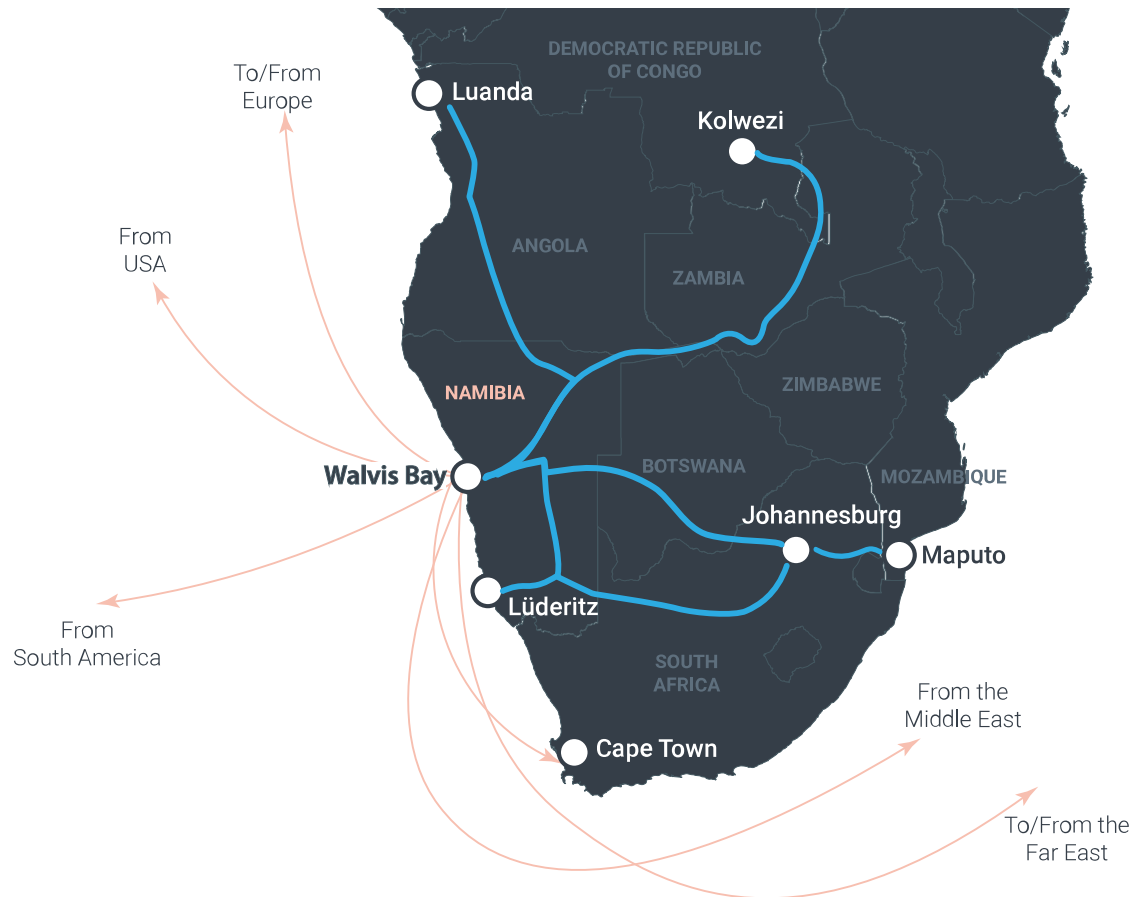 DEMOCRATIC REPUBLIC
OF CONGO
To/From
Europe
Luanda
Kolwezi
From
USA
ANGOLA
ZAMBIA
NAMIBIA
ZIMBABWE
Walvis Bay
BOTSWANA
MOZAMBIQUE
Johannesburg
Maputo
Lüderitz
From
South America
SOUTH
AFRICA
From the
Middle East
Cape Town
To/From the
Far East